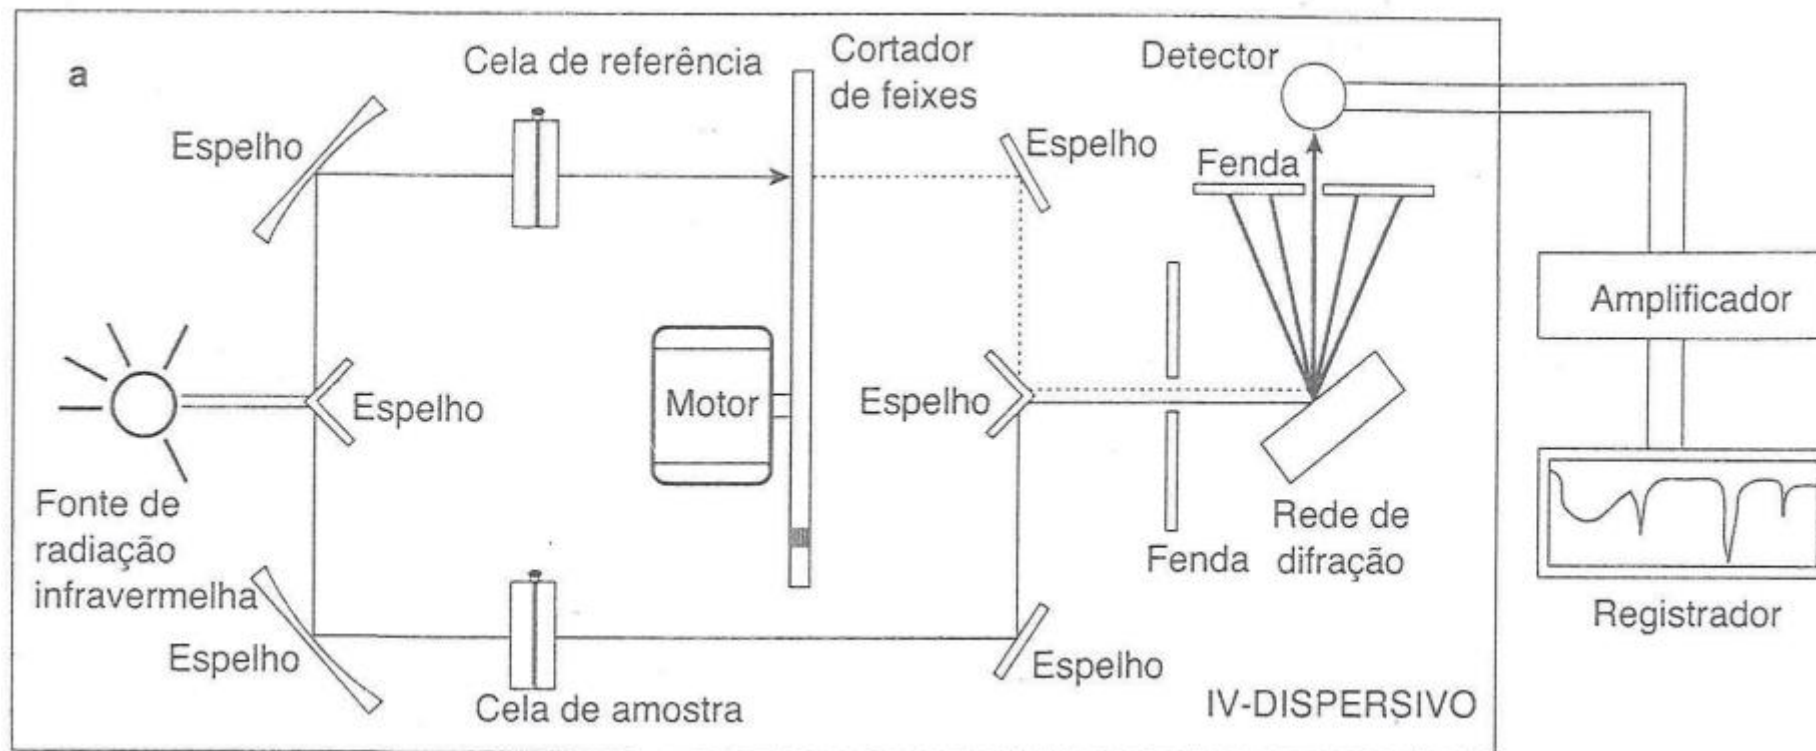 a
Cela de referência
Cortador
de feixes
Detector
Espelho
Espelho
Fenda
Amplificador
Espelho
Motor
Espelho
Fonte de
radiação
infravermelha
Rede de
difração
Fenda
Registrador
Espelho
Cela de amostra
Espelho
IV-DISPERSIVO